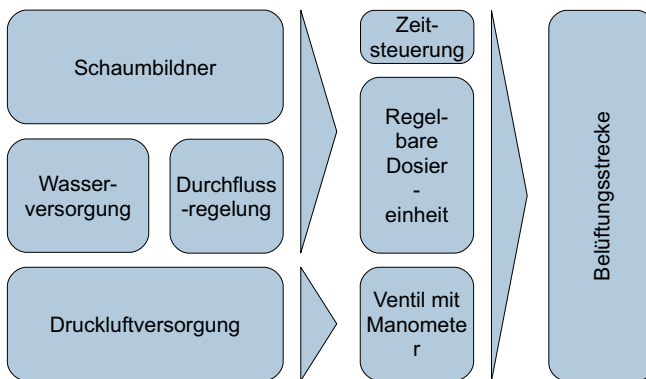 Schaumbildner
Wasser-
versorgung
Durchfluss
-regelung
Druckluftversorgung
Zeit-
steuerung
Regel-
bare
Dosier
-
einheit
Ventil mit
Manomete
r
Belüftungsstrecke